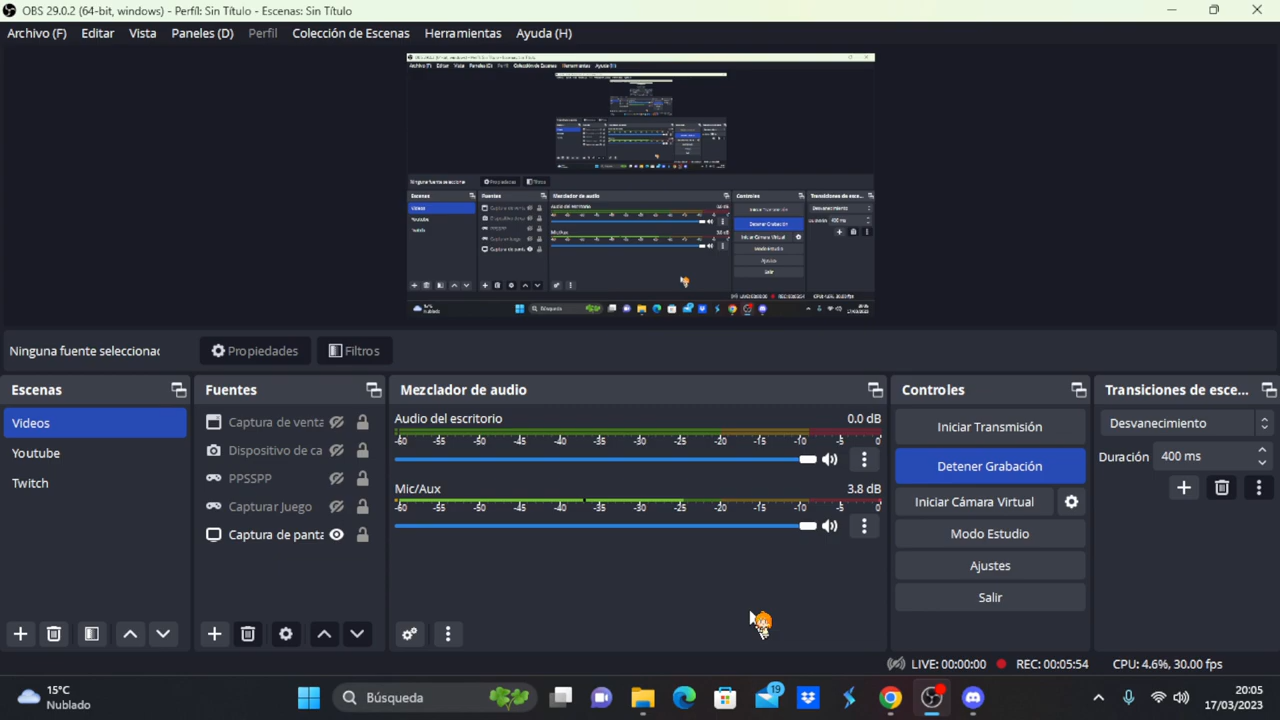 OBS 29.0.2 (64-bit, windows) - Perfil: Sin Título - Escenas: Sin Título
Archivo (F) Editar Vista Paneles (D) Perfil Colección de Escenas Herramientas Ayuda (H)
Ninguna fuente seleccionad Propiedades Filtros
Escenas Fuentes Mezclador de audio Controles Transiciones de esce...
Videos
Youtube
Twitch
Captura de venta
Dispositivo de ca
PPSSPP
Capturar Juego
Captura de panta
Audio del escritorio 0.0 dB
-60 -55 -50 -45 -40 -35 -30 -25 -20 -15 -10 -5 0
Mic/Aux 3.8 dB
-60 -55 -50 -45 -40 -35 -30 -25 -20 -15 -10 -5 0
Iniciar Transmisión
Detener Grabación
Iniciar Cámara Virtual
Modo Estudio
Ajustes
Salir
Desvanecimiento
Duración 400 ms
LIVE: 00:00:00 REC: 00:05:54 CPU: 4.6%, 30.00 fps
15°C
Nublado
Búsqueda
19
20:05
17/03/2023